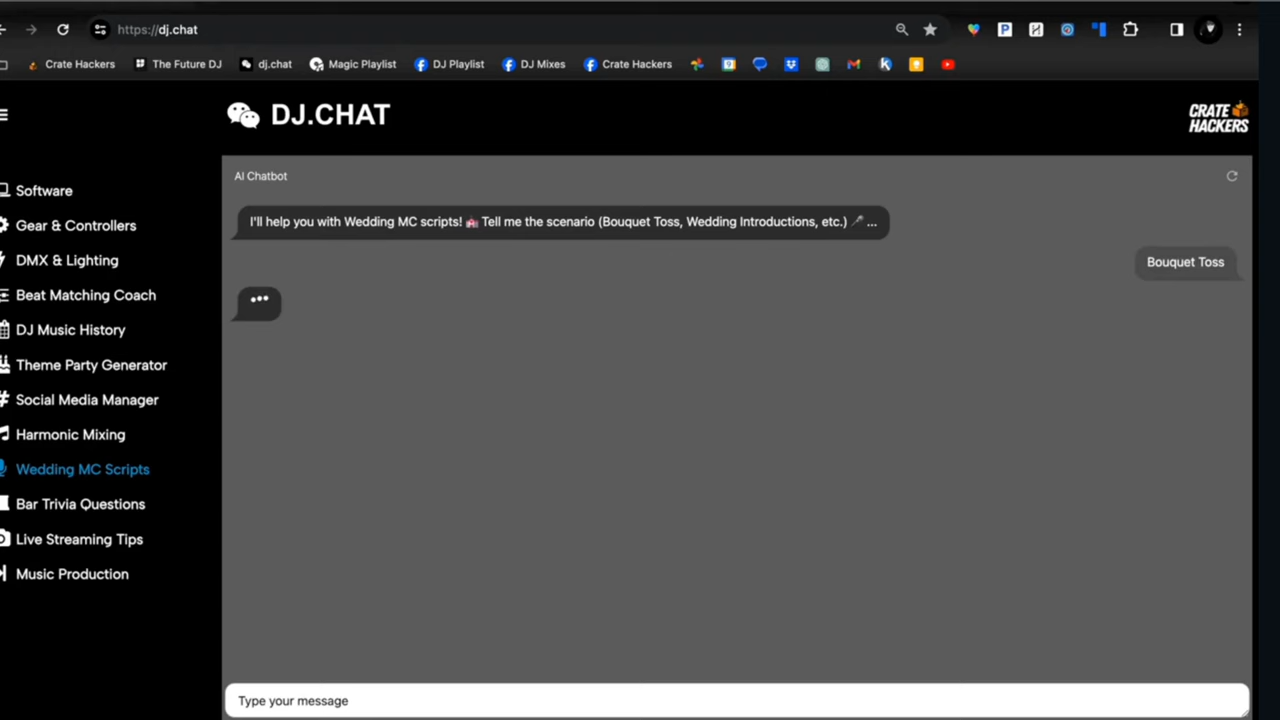 https://dj.chat
Crate Hackers The Future DJ dj.chat Magic Playlist DJ Playlist DJ Mixes Crate Hackers
DJ.CHAT
CRATE
HACKERS
AI Chatbot
I'll help you with Wedding MC scripts! 💒 Tell me the scenario (Bouquet Toss, Wedding Introductions, etc.) 🎤 ...
Bouquet Toss
Software
Gear & Controllers
DMX & Lighting
Beat Matching Coach
DJ Music History
Theme Party Generator
Social Media Manager
Harmonic Mixing
Wedding MC Scripts
Bar Trivia Questions
Live Streaming Tips
Music Production
Type your message